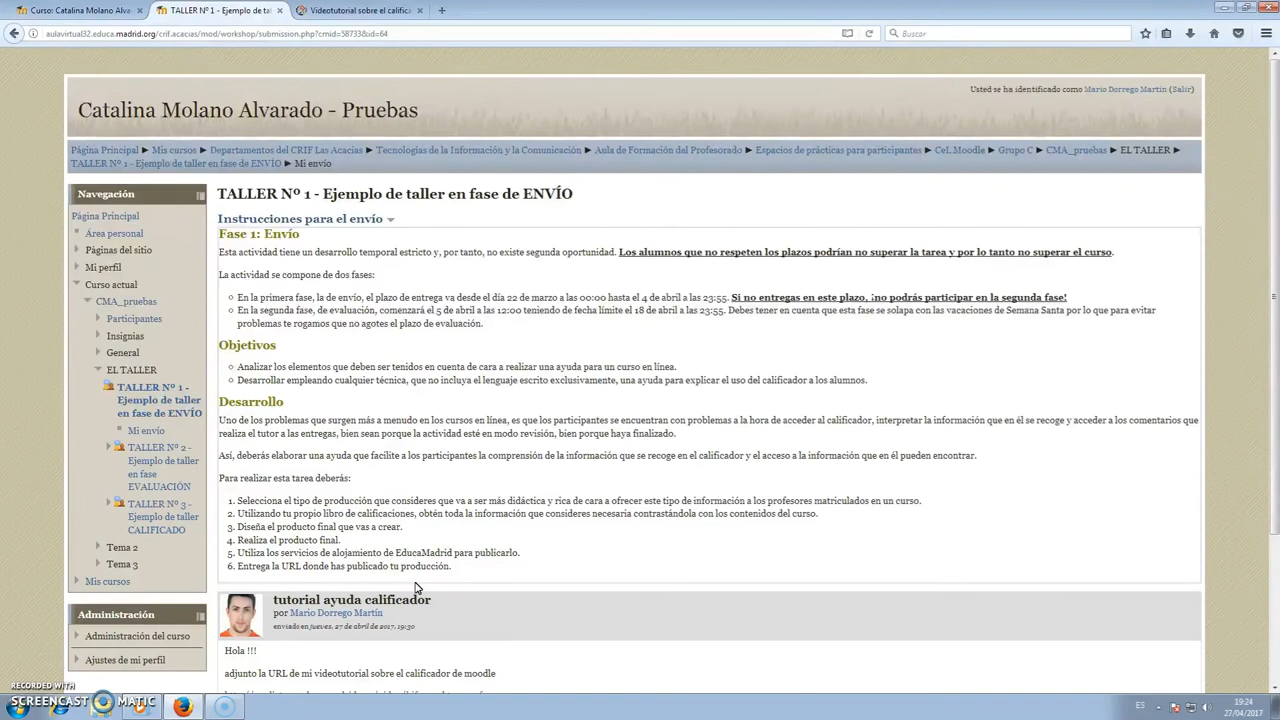 Curso: Catalina Molano Alvar...
TALLER Nº 1 - Ejemplo de tal...
Videotutorial sobre el califica...
aulavirtual32.educa.madrid.org/crif.acacias/mod/workshop/submission.php?cmid=58733&id=64
Buscar
Catalina Molano Alvarado - Pruebas
Usted se ha identificado como Mario Dorrego Martín (Salir)
Página Principal ► Mis cursos ► Departamentos del CRIF Las Acacias ► Tecnologías de la Información y la Comunicación ► Aula de Formación del Profesorado ► Espacios de prácticas para participantes ► CeL Moodle ► Grupo C ► CMA_pruebas ► EL TALLER ►
TALLER Nº 1 - Ejemplo de taller en fase de ENVÍO ► Mi envío
Navegación
Página Principal
Área personal
Páginas del sitio
Mi perfil
Curso actual
CMA_pruebas
Participantes
Insignias
General
EL TALLER
TALLER Nº 1 -
Ejemplo de taller
en fase de ENVÍO
Mi envío
TALLER Nº 2 -
Ejemplo de taller
en fase
EVALUACIÓN
TALLER Nº 3 -
Ejemplo de taller
CALIFICADO
Tema 2
Tema 3
Mis cursos
Administración
Administración del curso
Ajustes de mi perfil
TALLER Nº 1 - Ejemplo de taller en fase de ENVÍO
Instrucciones para el envío
Fase 1: Envío
Esta actividad tiene un desarrollo temporal estricto y, por tanto, no existe segunda oportunidad. Los alumnos que no respeten los plazos podrían no superar la tarea y por lo tanto no superar el curso.
La actividad se compone de dos fases:
En la primera fase, la de envío, el plazo de entrega va desde el día 22 de marzo a las 00:00 hasta el 4 de abril a las 23:55. Si no entregas en este plazo, ¡no podrás participar en la segunda fase!
En la segunda fase, de evaluación, comenzará el 5 de abril a las 12:00 teniendo de fecha límite el 18 de abril a las 23:55. Debes tener en cuenta que esta fase se solapa con las vacaciones de Semana Santa por lo que para evitar
problemas te rogamos que no agotes el plazo de evaluación.
Objetivos
Analizar los elementos que deben ser tenidos en cuenta de cara a realizar una ayuda para un curso en línea.
Desarrollar empleando cualquier técnica, que no incluya el lenguaje escrito exclusivamente, una ayuda para explicar el uso del calificador a los alumnos.
Desarrollo
Uno de los problemas que surgen más a menudo en los cursos en línea, es que los participantes se encuentran con problemas a la hora de acceder al calificador, interpretar la información que en él se recoge y acceder a los comentarios que
realiza el tutor a las entregas, bien sean porque la actividad esté en modo revisión, bien porque haya finalizado.
Así, deberás elaborar una ayuda que facilite a los participantes la comprensión de la información que se recoge en el calificador y el acceso a la información que en él pueden encontrar.
Para realizar esta tarea deberás:
1. Selecciona el tipo de producción que consideres que va a ser más didáctica y rica de cara a ofrecer este tipo de información a los profesores matriculados en un curso.
2. Utilizando tu propio libro de calificaciones, obtén toda la información que consideres necesaria contrastándola con los contenidos del curso.
3. Diseña el producto final que vas a crear.
4. Realiza el producto final.
5. Utiliza los servicios de alojamiento de EducaMadrid para publicarlo.
6. Entrega la URL donde has publicado tu producción.
tutorial ayuda calificador
por Mario Dorrego Martín
enviado en jueves, 27 de abril de 2017, 19:30
Hola !!!
adjunto la URL de mi videotutorial sobre el calificador de moodle
RECORDED WITH
SCREENCAST MATIC
ES
19:24
27/04/2017